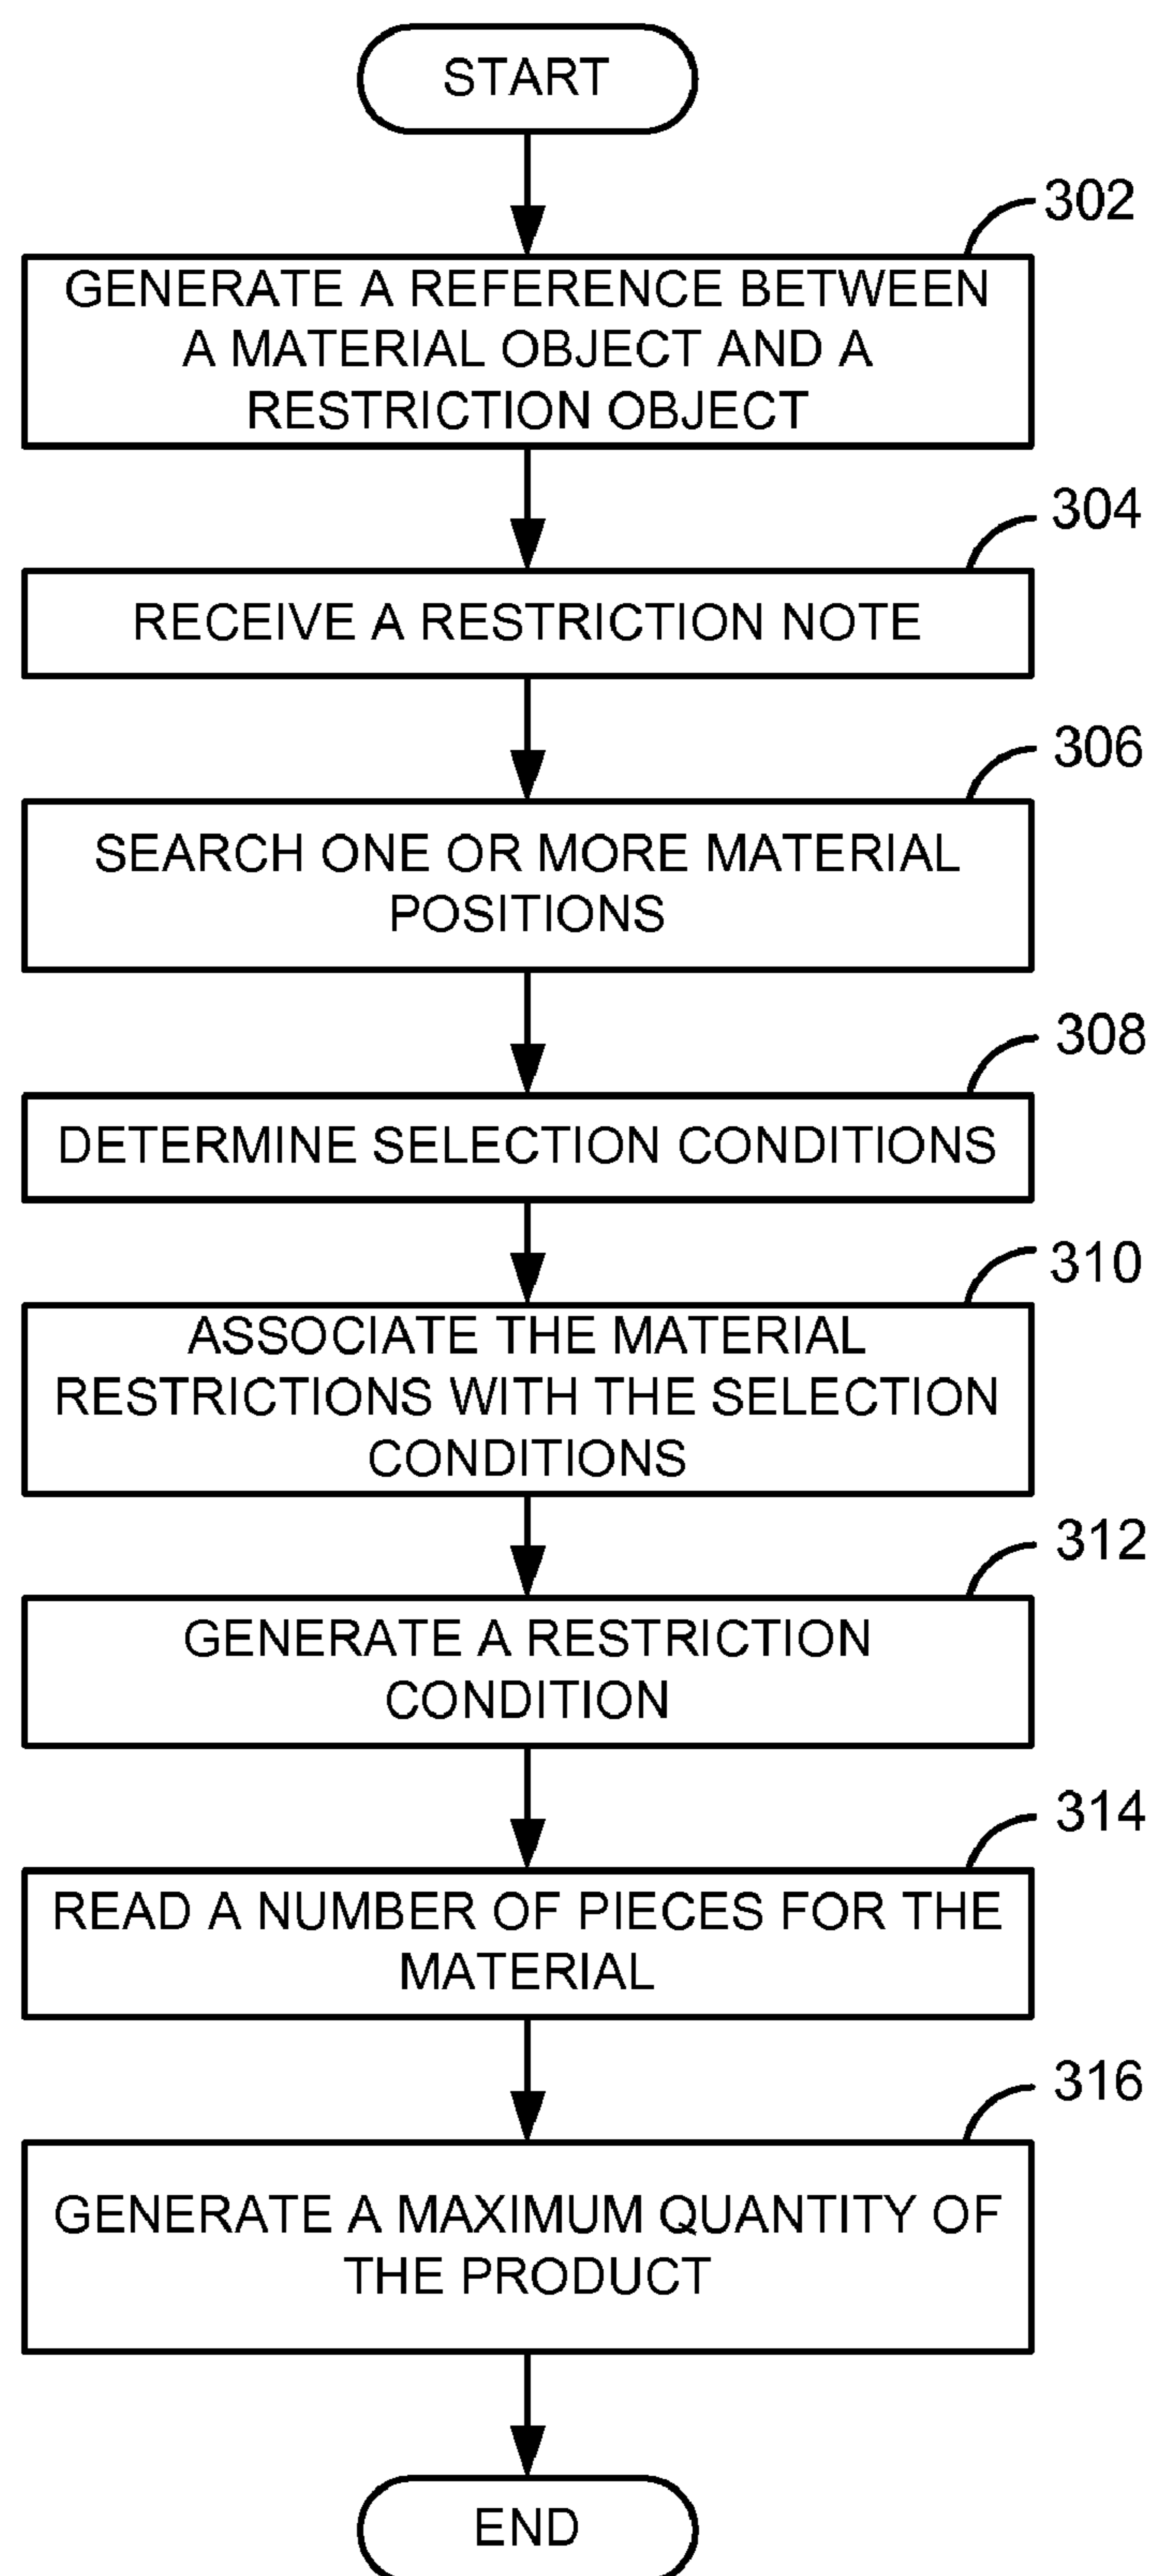 START
302
GENERATE A REFERENCE BETWEEN
A MATERIAL OBJECT AND A
RESTRICTION OBJECT
304
RECEIVE A RESTRICTION NOTE
306
SEARCH ONE OR MORE MATERIAL
POSITIONS
308
DETERMINE SELECTION CONDITIONS
310
ASSOCIATE THE MATERIAL
RESTRICTIONS WITH THE SELECTION
CONDITIONS
312
GENERATE A RESTRICTION
CONDITION
314
READ A NUMBER OF PIECES FOR THE
MATERIAL
316
GENERATE A MAXIMUM QUANTITY OF
THE PRODUCT
END